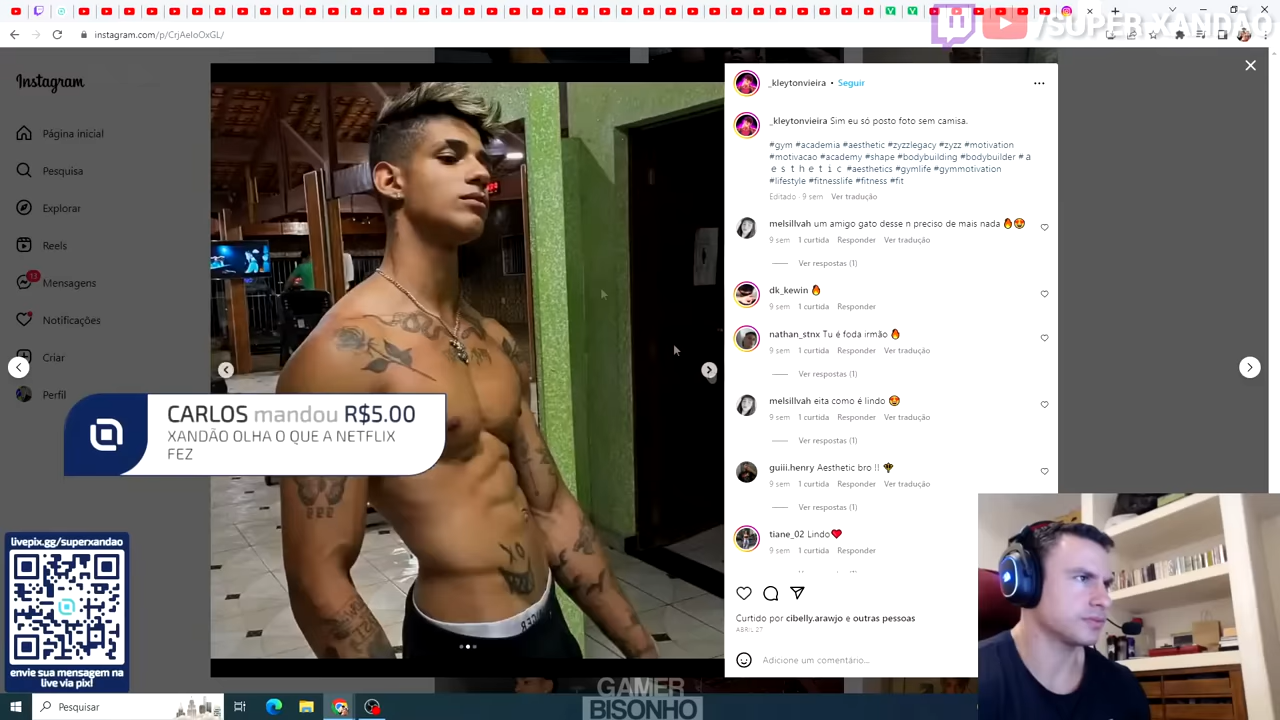 instagram.com/p/CrjAeIoOxGL/
/SUPER XANDAO
Instagram
Página inicial
Pesquisa
Explorar
Reels
13
Mensagens
Notificações
Criar
Perfil
CARLOS mandou R$5.00
XANDÃO OLHA O QUE A NETFLIX
FEZ
livepix.gg/superxandao
envie sua mensagem na
live via pix!
_kleytonvieira • Seguir
_kleytonvieira Sim eu só posto foto sem camisa.
#gym #academia #aesthetic #zyzzlegacy #zyzz #motivation
#motivacao #academy #shape #bodybuilding #bodybuilder #ａ
ｅｓｔｈｅｔｉｃ #aesthetics #gymlife #gymmotivation
#lifestyle #fitnesslife #fitness #fit
Editado · 9 sem Ver tradução
melsillvah um amigo gato desse n preciso de mais nada 🔥😍
9 sem 1 curtida Responder Ver tradução
Ver respostas (1)
dk_kewin 🔥
9 sem 1 curtida Responder
nathan_stnx Tu é foda irmão 🔥
9 sem 1 curtida Responder Ver tradução
Ver respostas (1)
melsillvah eita como é lindo 😍
9 sem 1 curtida Responder Ver tradução
Ver respostas (1)
guiii.henry Aesthetic bro !!
9 sem 1 curtida Responder Ver tradução
Ver respostas (1)
tiane_02 Lindo❤️
9 sem 1 curtida Responder
Curtido por cibelly.arawjo e outras pessoas
ABRIL 27
Adicione um comentário...
GAMER
BISONHO
Pesquisar